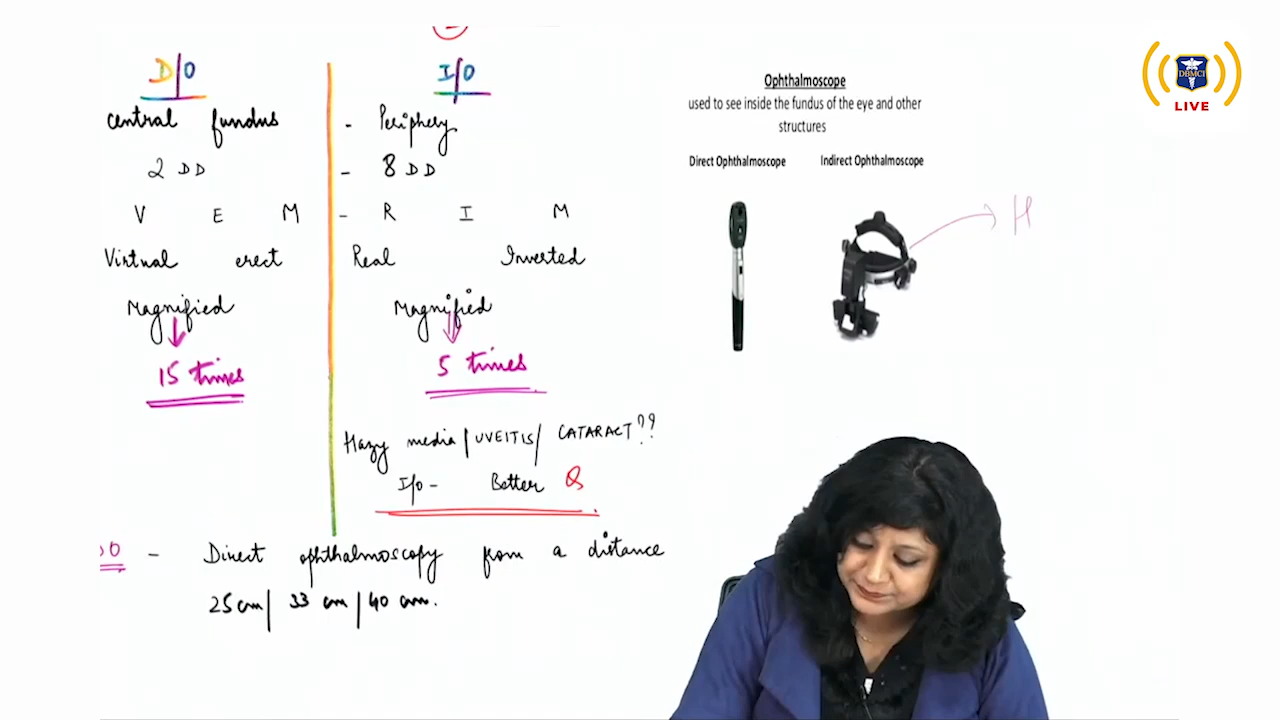 D/O
I/O
Central fundus - Periphery
2 DD - 8 DD
V E M - R I M
Virtual erect Real Inverted
Magnified Magnified
15 times 5 times
Hazy media / UVEITIS / CATARACT??
I/O - Better Q
DO - Direct ophthalmoscopy from a distance
25 cm / 33 cm / 40 cm.
Ophthalmoscope
used to see inside the fundus of the eye and other
structures
Direct Ophthalmoscope Indirect Ophthalmoscope
H
DBMCI
LIVE